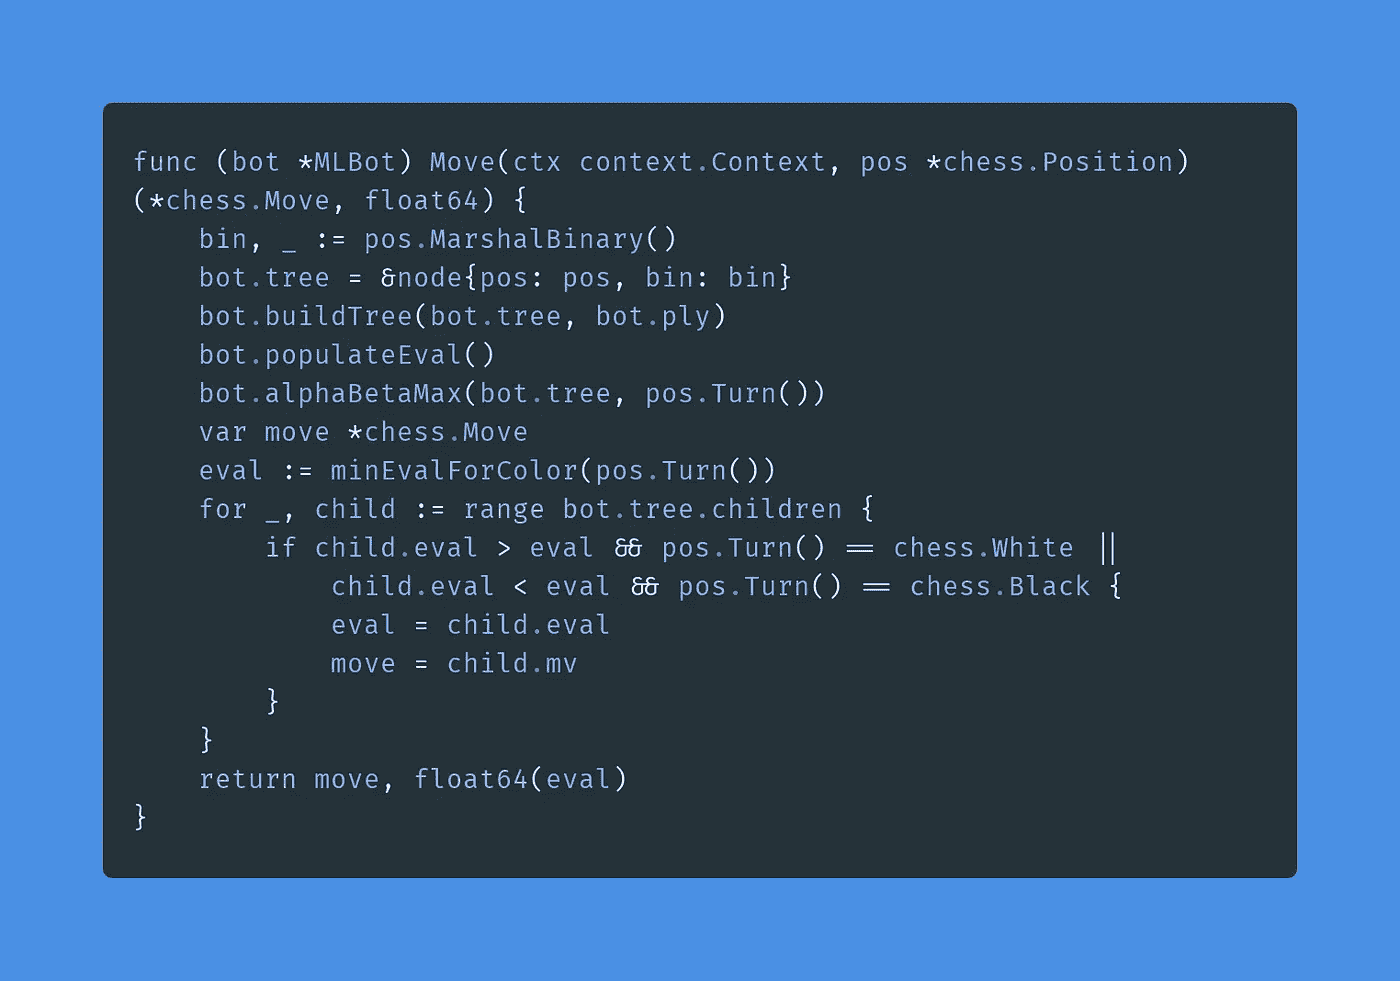 func (bot *MLBot) Move(ctx context.Context, pos *chess.Position)
(*chess.Move, float64) {
    bin, _ := pos.MarshalBinary()
    bot.tree = &node{pos: pos, bin: bin}
    bot.buildTree(bot.tree, bot.ply)
    bot.populateEval()
    bot.alphaBetaMax(bot.tree, pos.Turn())
    var move *chess.Move
    eval := minEvalForColor(pos.Turn())
    for _, child := range bot.tree.children {
        if child.eval > eval && pos.Turn() == chess.White ||
            child.eval < eval && pos.Turn() == chess.Black {
            eval = child.eval
            move = child.mv
        }
    }
    return move, float64(eval)
}